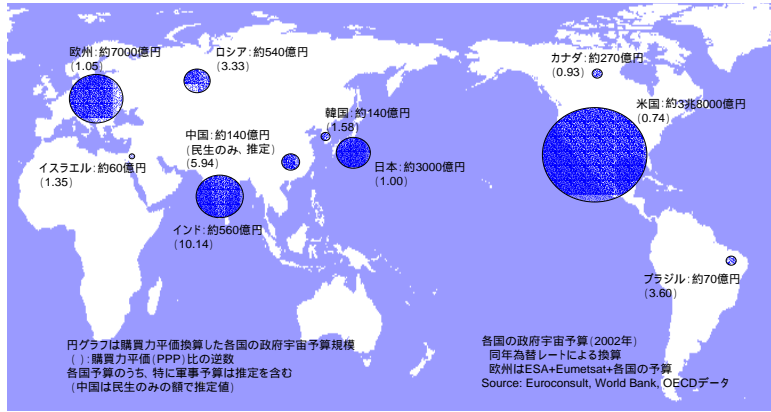 欧州：約7000億円
(1.05)
ロシア：約540億円
(3.33)
カナダ：約270億円
(0.93)
米国：約3兆8000億円
(0.74)
韓国：約140億円
(1.58)
中国：約140億円
(民生のみ、推定)
(5.94)
日本：約3000億円
(1.00)
イスラエル：約60億円
(1.35)
インド：約560億円
(10.14)
ブラジル：約70億円
(3.60)
円グラフは購買力平価換算した各国の政府宇宙予算規模
( )：購買力平価(PPP)比の逆数
各国予算のうち、特に軍事予算は推定を含む
(中国は民生のみの額で推定値)
各国の政府宇宙予算(2002年)
同年為替レートによる換算
欧州はESA+Eumetsat+各国の予算
Source: Euroconsult, World Bank, OECDデータ